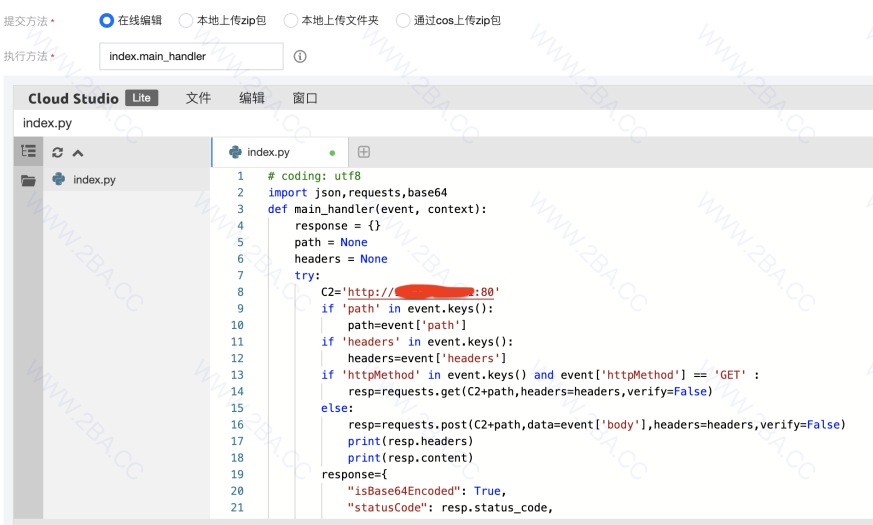 提交方法 * 在线编辑 本地上传zip包 本地上传文件夹 通过cos上传zip包
执行方法 * index.main_handler
Cloud Studio Lite 文件 编辑 窗口
index.py
index.py
index.py
1 # coding: utf8
2 import json,requests,base64
3 def main_handler(event, context):
4 response = {}
5 path = None
6 headers = None
7 try:
8 C2='http:// :80'
9 if 'path' in event.keys():
10 path=event['path']
11 if 'headers' in event.keys():
12 headers=event['headers']
13 if 'httpMethod' in event.keys() and event['httpMethod'] == 'GET' :
14 resp=requests.get(C2+path,headers=headers,verify=False)
15 else:
16 resp=requests.post(C2+path,data=event['body'],headers=headers,verify=False)
17 print(resp.headers)
18 print(resp.content)
19 response={
20 "isBase64Encoded": True,
21 "statusCode": resp.status_code,
WWW.2BA.CC